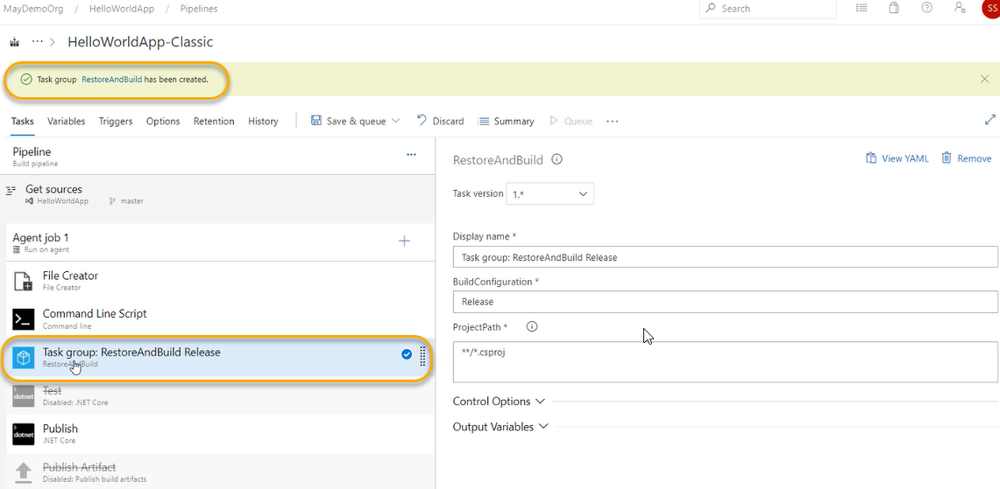 MayDemoOrg / HelloWorldApp / Pipelines
Search
SS
··· > HelloWorldApp-Classic
Task group RestoreAndBuild has been created.
Tasks Variables Triggers Options Retention History Save & queue Discard Summary Queue ···
Pipeline
Build pipeline
···
Get sources
HelloWorldApp master
Agent job 1
Run on agent
File Creator
File Creator
Command Line Script
Command line
Task group: RestoreAndBuild Release
RestoreAndBuild
dotnet
Test
Disabled: .NET Core
dotnet
Publish
.NET Core
Publish Artifact
Disabled: Publish build artifacts
RestoreAndBuild
View YAML Remove
Task version 1.*
Display name *
Task group: RestoreAndBuild Release
BuildConfiguration *
Release
ProjectPath *
**/*.csproj
Control Options
Output Variables